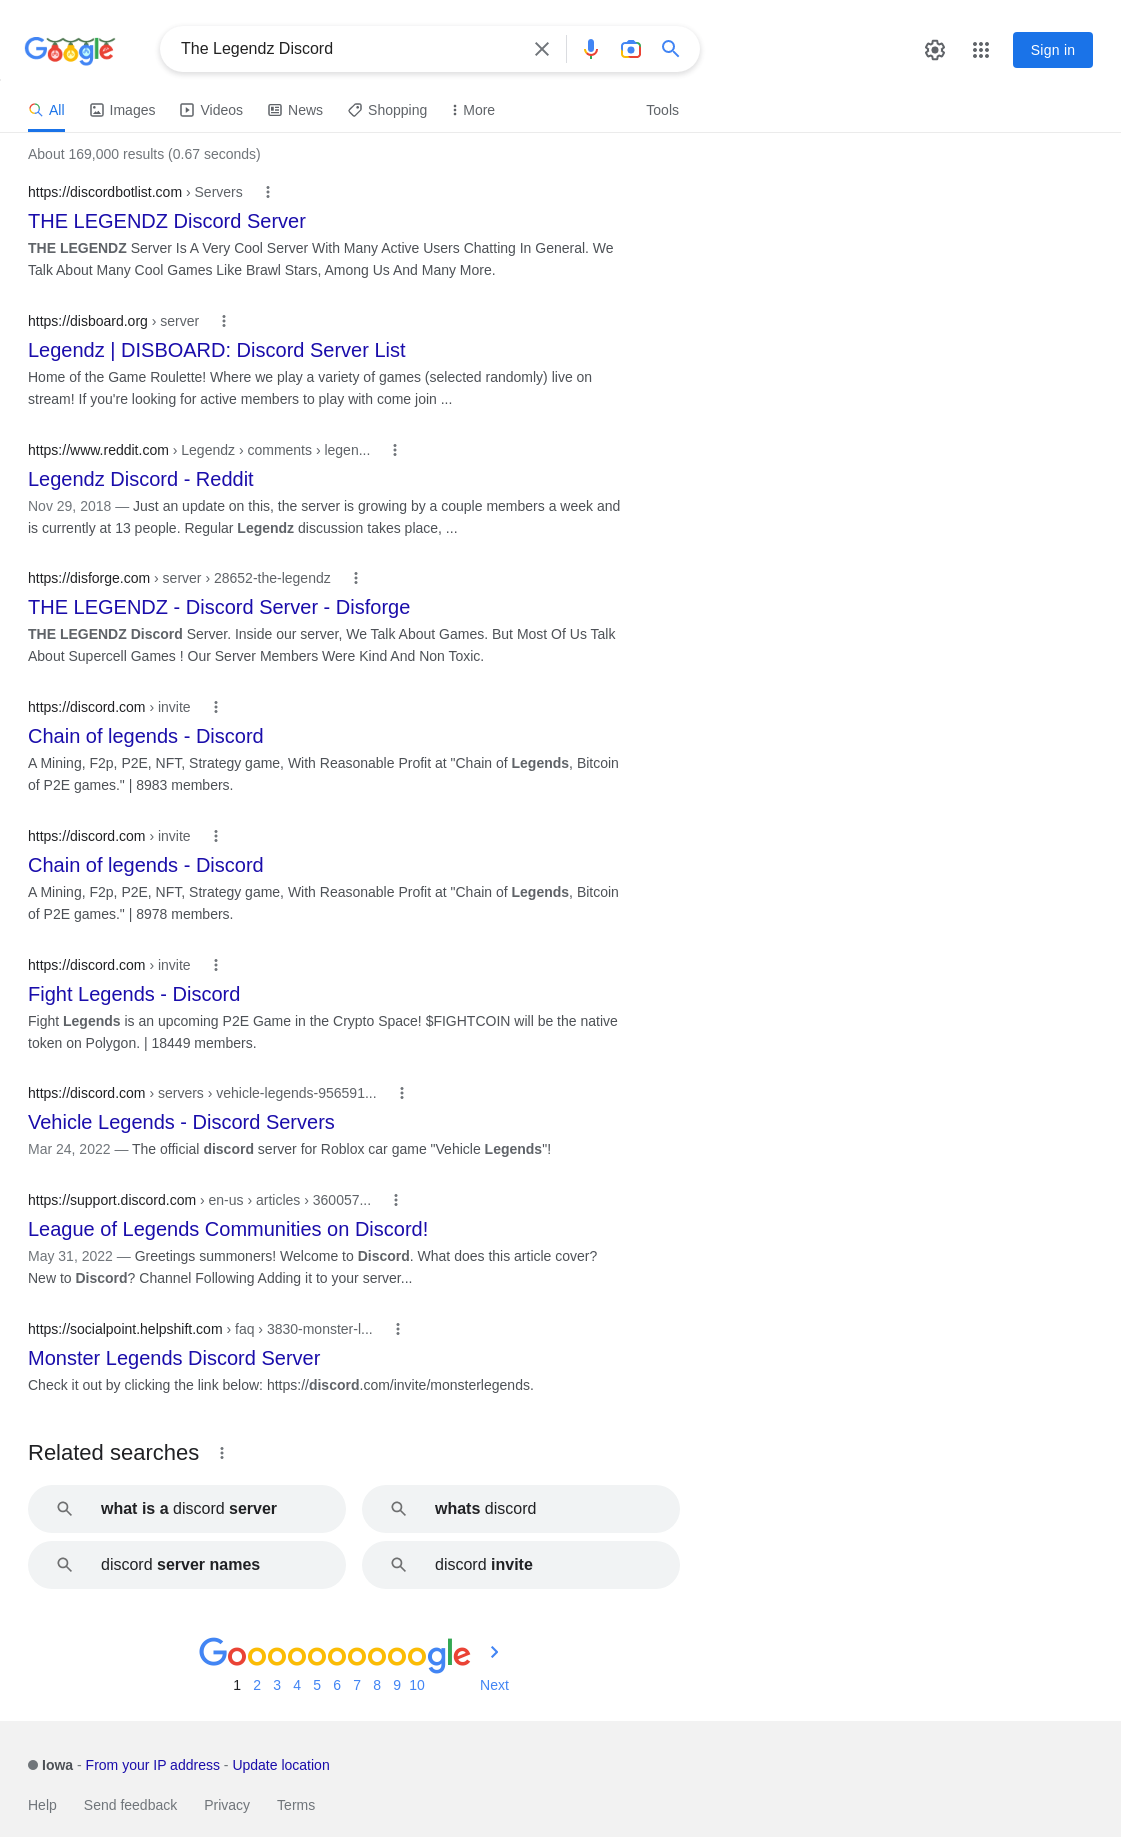 Google
The Legendz Discord
Sign in
All
Images
Videos
News
Shopping
More
Tools
About 169,000 results (0.67 seconds)
https://discordbotlist.com › Servers
THE LEGENDZ Discord Server
THE LEGENDZ Server Is A Very Cool Server With Many Active Users Chatting In General. We
Talk About Many Cool Games Like Brawl Stars, Among Us And Many More.
https://disboard.org › server
Legendz | DISBOARD: Discord Server List
Home of the Game Roulette! Where we play a variety of games (selected randomly) live on
stream! If you're looking for active members to play with come join ...
https://www.reddit.com › Legendz › comments › legen...
Legendz Discord - Reddit
Nov 29, 2018 — Just an update on this, the server is growing by a couple members a week and
is currently at 13 people. Regular Legendz discussion takes place, ...
https://disforge.com › server › 28652-the-legendz
THE LEGENDZ - Discord Server - Disforge
THE LEGENDZ Discord Server. Inside our server, We Talk About Games. But Most Of Us Talk
About Supercell Games ! Our Server Members Were Kind And Non Toxic.
https://discord.com › invite
Chain of legends - Discord
A Mining, F2p, P2E, NFT, Strategy game, With Reasonable Profit at "Chain of Legends, Bitcoin
of P2E games." | 8983 members.
https://discord.com › invite
Chain of legends - Discord
A Mining, F2p, P2E, NFT, Strategy game, With Reasonable Profit at "Chain of Legends, Bitcoin
of P2E games." | 8978 members.
https://discord.com › invite
Fight Legends - Discord
Fight Legends is an upcoming P2E Game in the Crypto Space! $FIGHTCOIN will be the native
token on Polygon. | 18449 members.
https://discord.com › servers › vehicle-legends-956591...
Vehicle Legends - Discord Servers
Mar 24, 2022 — The official discord server for Roblox car game "Vehicle Legends"!
https://support.discord.com › en-us › articles › 360057...
League of Legends Communities on Discord!
May 31, 2022 — Greetings summoners! Welcome to Discord. What does this article cover?
New to Discord? Channel Following Adding it to your server...
https://socialpoint.helpshift.com › faq › 3830-monster-l...
Monster Legends Discord Server
Check it out by clicking the link below: https://discord.com/invite/monsterlegends.
Related searches
what is a discord server
whats discord
discord server names
discord invite
Goooooooooogle
1 2 3 4 5 6 7 8 9 10 Next
Iowa - From your IP address - Update location
Help Send feedback Privacy Terms